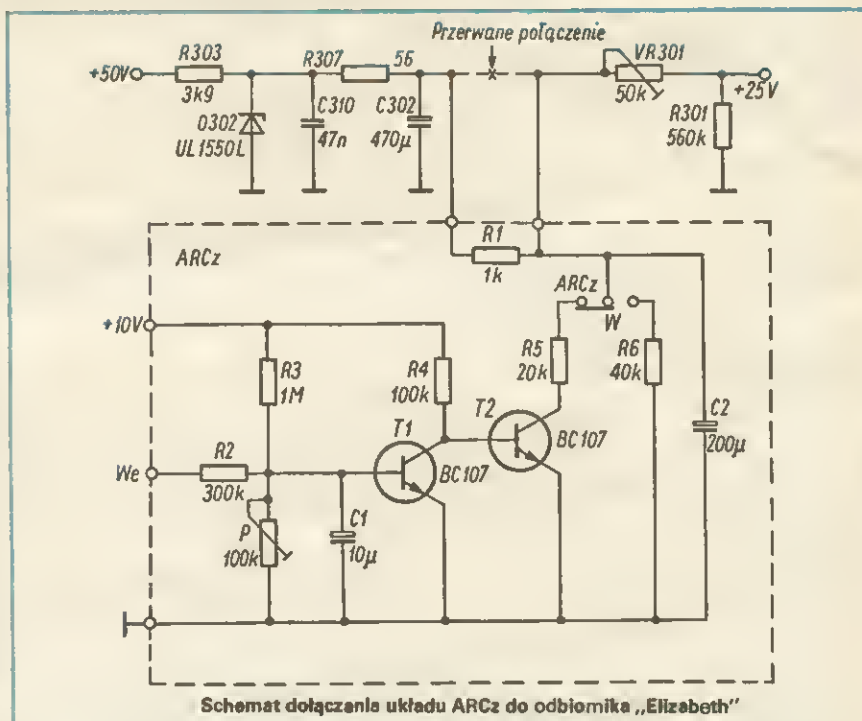 Przerwane połączenie
+50V
R303
3k9
R307
56
VR301
50k
+25V
D302
UL1550L
C310
47n
C302
470µ
R301
560k
ARCz
R1
1k
ARCz
W
+10V
R3
1M
R4
100k
R5
20k
R6
40k
T1
BC107
T2
BC107
C2
200µ
We
R2
300k
P
100k
C1
10µ
Schemat dołączania układu ARCz do odbiornika „Elizabeth”